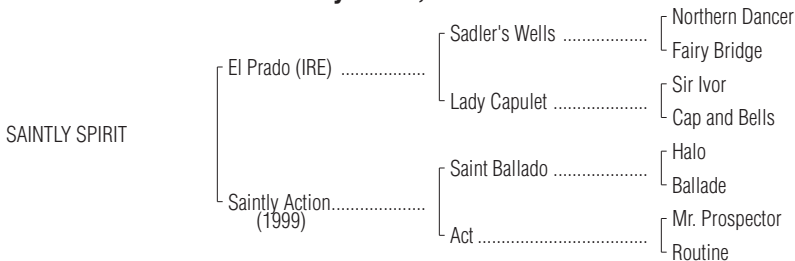 Northern Dancer
Sadler's Wells ..................
Fairy Bridge
El Prado (IRE) ..................
Sir Ivor
Lady Capulet ....................
Cap and Bells
SAINTLY SPIRIT
Halo
Saint Ballado ....................
Ballade
Saintly Action....................
(1999)
Mr. Prospector
Act ....................................
Routine